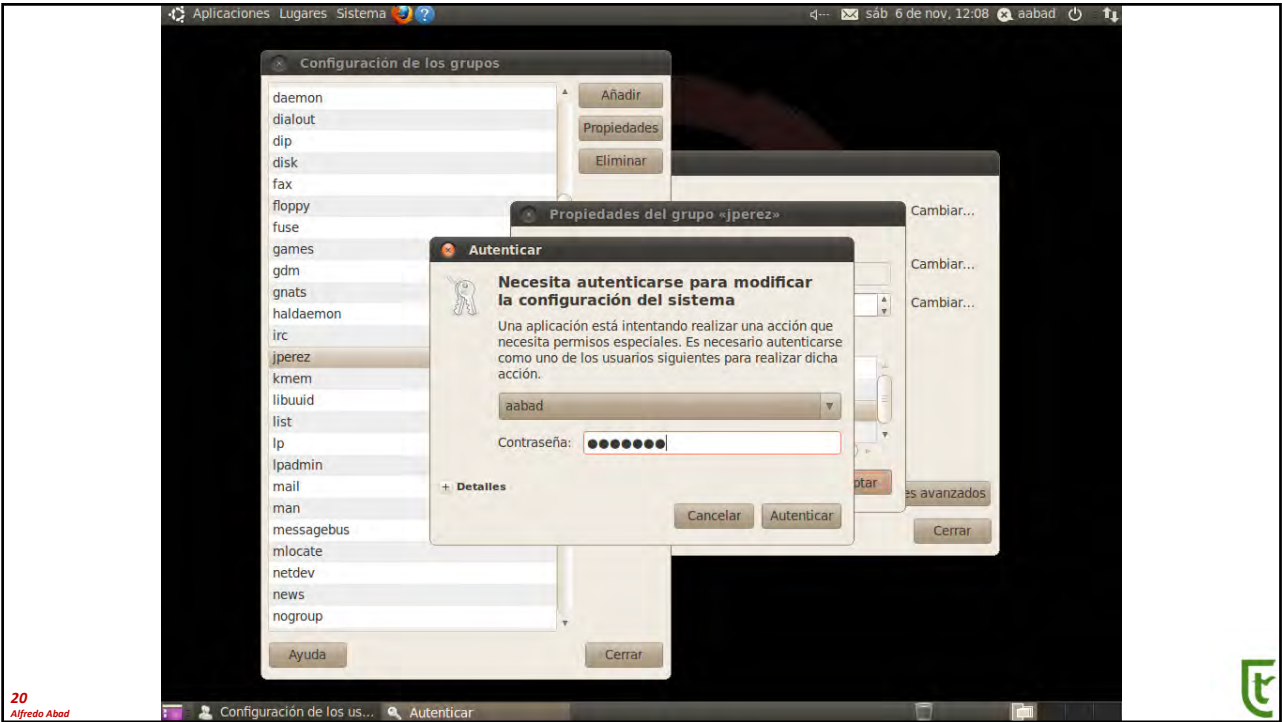 Aplicaciones Lugares Sistema
sáb 6 de nov, 12:08 aabad
Configuración de los grupos
daemon
dialout
dip
disk
fax
floppy
fuse
games
gdm
gnats
haldaemon
irc
jperez
kmem
libuuid
list
lp
lpadmin
mail
man
messagebus
mlocate
netdev
news
nogroup
Añadir
Propiedades
Eliminar
Ayuda
Cerrar
Propiedades del grupo «jperez»
ptar
Cambiar...
Cambiar...
Cambiar...
es avanzados
Cerrar
Autenticar
Necesita autenticarse para modificar
la configuración del sistema
Una aplicación está intentando realizar una acción que
necesita permisos especiales. Es necesario autenticarse
como uno de los usuarios siguientes para realizar dicha
acción.
aabad
Contraseña: ●●●●●●●
+ Detalles
Cancelar
Autenticar
Configuración de los us...
Autenticar
20
Alfredo Abad